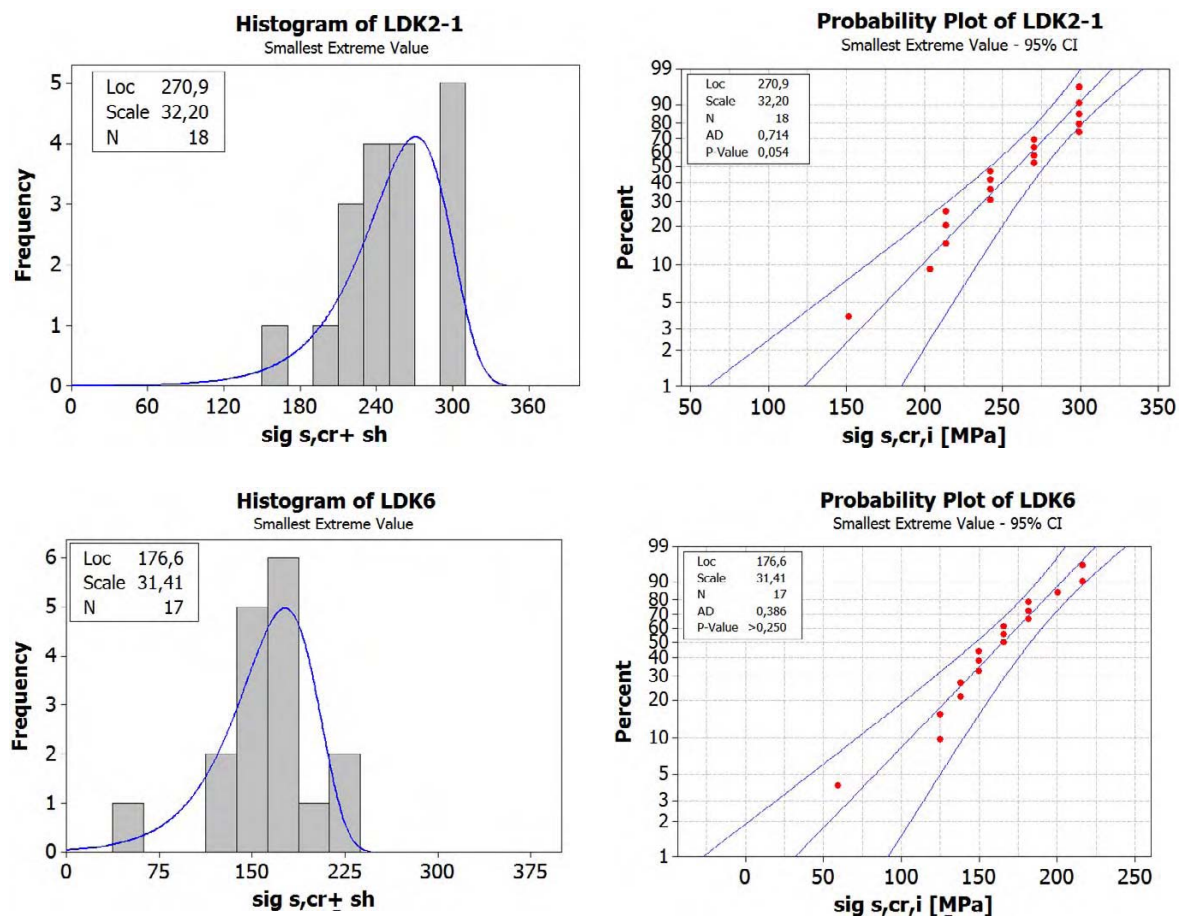 Histogram of LDK2-1
Smallest Extreme Value
Loc 270,9
Scale 32,20
N 18
Frequency
5
4
3
2
1
0
0 60 120 180 240 300 360
sig s,cr+ sh
Probability Plot of LDK2-1
Smallest Extreme Value - 95% CI
Loc 270,9
Scale 32,20
N 18
AD 0,714
P-Value 0,054
Percent
99
90
80
70
60
50
40
30
20
10
5
3
2
1
50 100 150 200 250 300 350
sig s,cr,i [MPa]
Histogram of LDK6
Smallest Extreme Value
Loc 176,6
Scale 31,41
N 17
Frequency
6
5
4
3
2
1
0
0 75 150 225 300 375
sig s,cr+ sh
Probability Plot of LDK6
Smallest Extreme Value - 95% CI
Loc 176,6
Scale 31,41
N 17
AD 0,386
P-Value >0,250
Percent
99
90
80
70
60
50
40
30
20
10
5
3
2
1
0 50 100 150 200 250
sig s,cr,i [MPa]